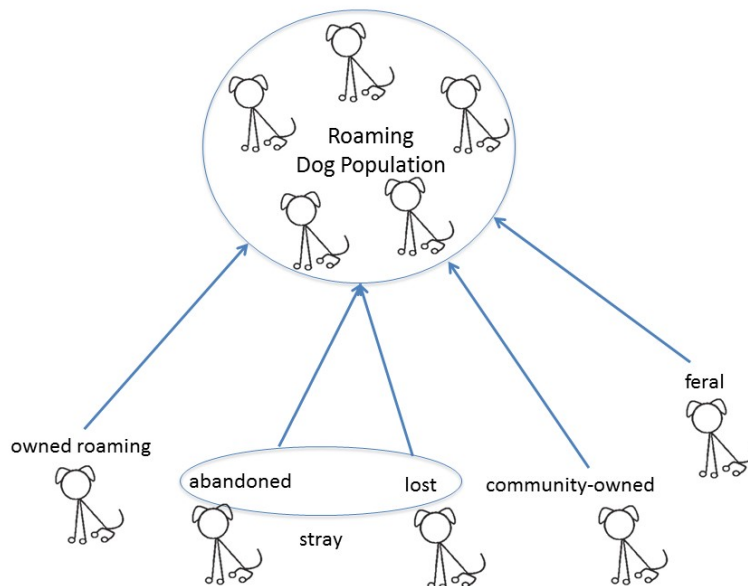 Roaming
Dog Population
feral
owned roaming
abandoned
lost
community-owned
stray